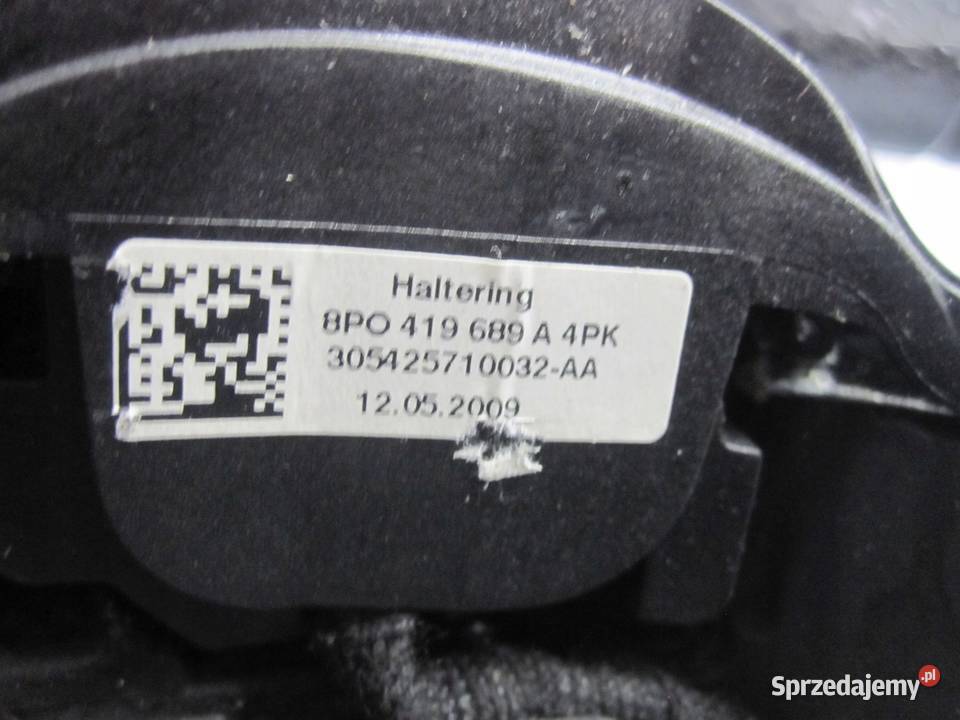 Haltering
8PO 419 689 A 4PK
305425710032-AA
12.05.2009
Sprzedajemy.pl